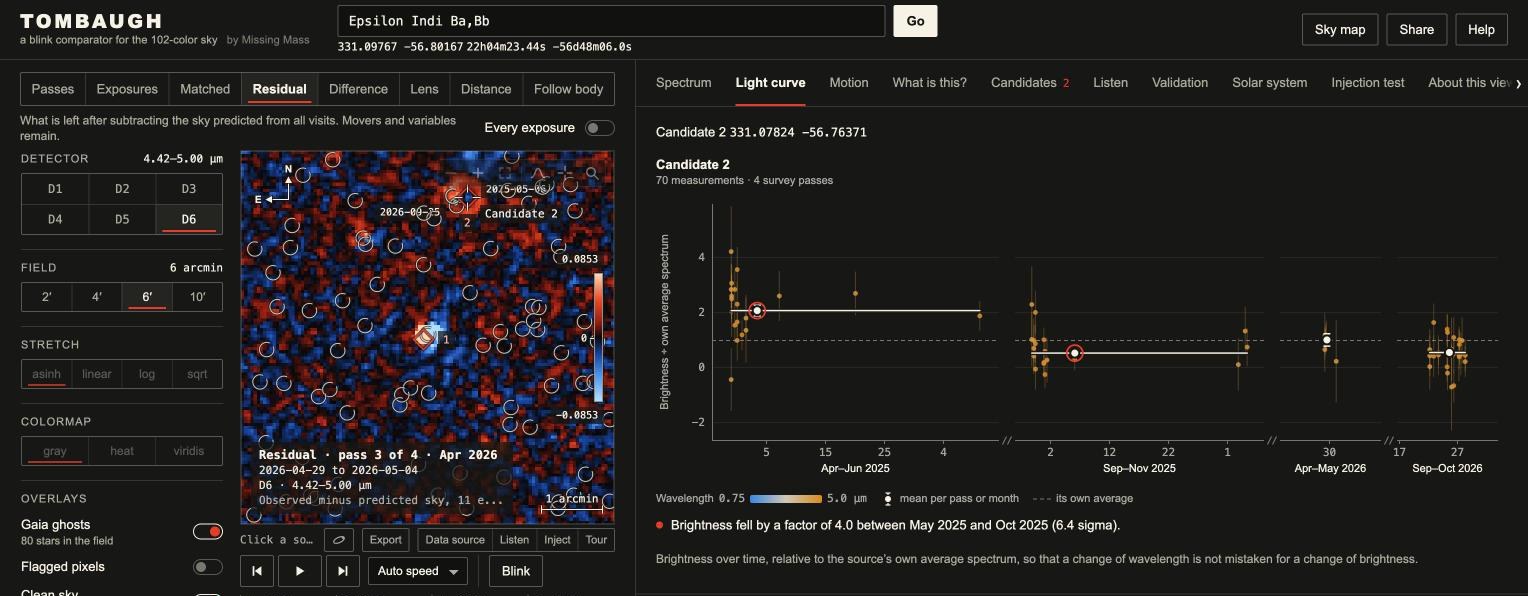 TOMBAUGH
a blink comparator for the 102-color sky by Missing Mass
Epsilon Indi Ba,Bb
Go
331.09767 −56.80167 22h04m23.44s −56d48m06.0s
Sky map
Share
Help
Passes Exposures Matched Residual Difference Lens Distance Follow body
What is left after subtracting the sky predicted from all visits. Movers and variables
remain.
Every exposure
DETECTOR 4.42–5.00 μm
D1 D2 D3
D4 D5 D6
FIELD 6 arcmin
2′ 4′ 6′ 10′
STRETCH
asinh linear log sqrt
COLORMAP
gray heat viridis
OVERLAYS
Gaia ghosts
80 stars in the field
Flagged pixels
Clean sky
N
E
2025-05-06
2026-09-25
Candidate 2
2
1
0.0853
0
−0.0853
Residual · pass 3 of 4 · Apr 2026
2026-04-29 to 2026-05-04
D6 · 4.42–5.00 μm
Observed minus predicted sky, 11 e...
1 arcmin
Click a so…
Export
Data source Listen Inject Tour
Auto speed
Blink
Spectrum Light curve Motion What is this? Candidates 2 Listen Validation Solar system Injection test About this view
Candidate 2 331.07824 −56.76371
Candidate 2
70 measurements · 4 survey passes
Brightness ÷ own average spectrum
4
2
0
−2
5 15 25 4
Apr–Jun 2025
2 12 22 1
Sep–Nov 2025
30
Apr–May 2026
17 27
Sep–Oct 2026
Wavelength 0.75 5.0 μm mean per pass or month its own average
Brightness fell by a factor of 4.0 between May 2025 and Oct 2025 (6.4 sigma).
Brightness over time, relative to the source’s own average spectrum, so that a change of wavelength is not mistaken for a change of brightness.